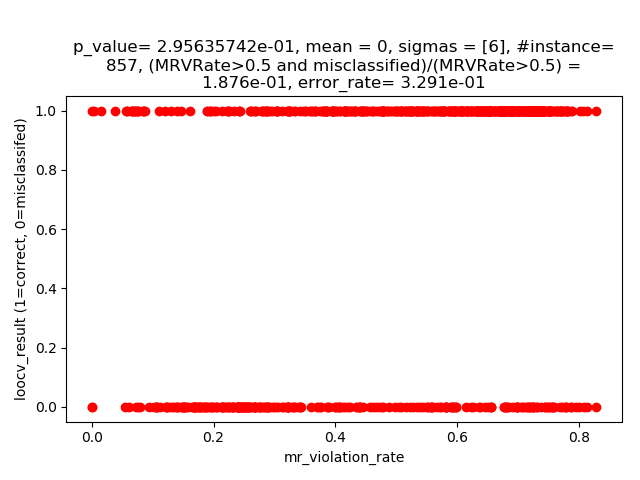 p_value= 2.95635742e-01, mean = 0, sigmas = [6], #instance=
857, (MRVRate>0.5 and misclassified)/(MRVRate>0.5) =
1.876e-01, error_rate= 3.291e-01
1.0
0.8
0.6
0.4
0.2
0.0
loocv_result (1=correct, 0=misclassifed)
0.0 0.2 0.4 0.6 0.8
mr_violation_rate